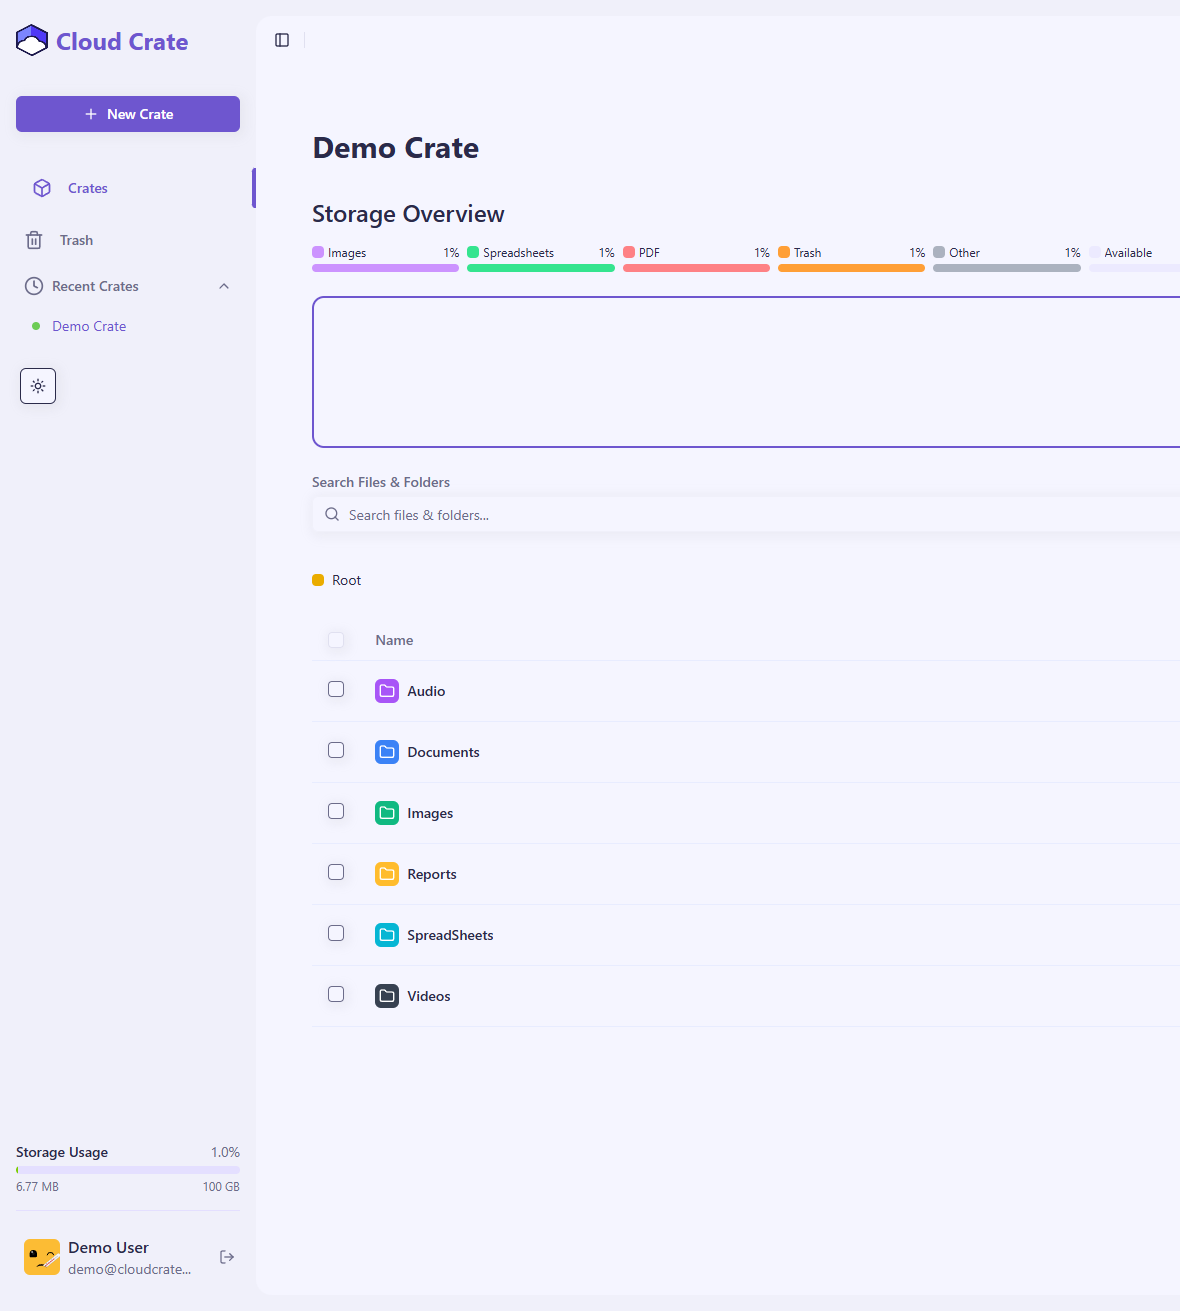 Cloud Crate
New Crate
Crates
Trash
Recent Crates
Demo Crate
Storage Usage 1.0%
6.77 MB 100 GB
Demo User
demo@cloudcrate...
Demo Crate
Storage Overview
Images 1% Spreadsheets 1% PDF 1% Trash 1% Other 1% Available
Search Files & Folders
Search files & folders...
Root
Name
Audio
Documents
Images
Reports
SpreadSheets
Videos